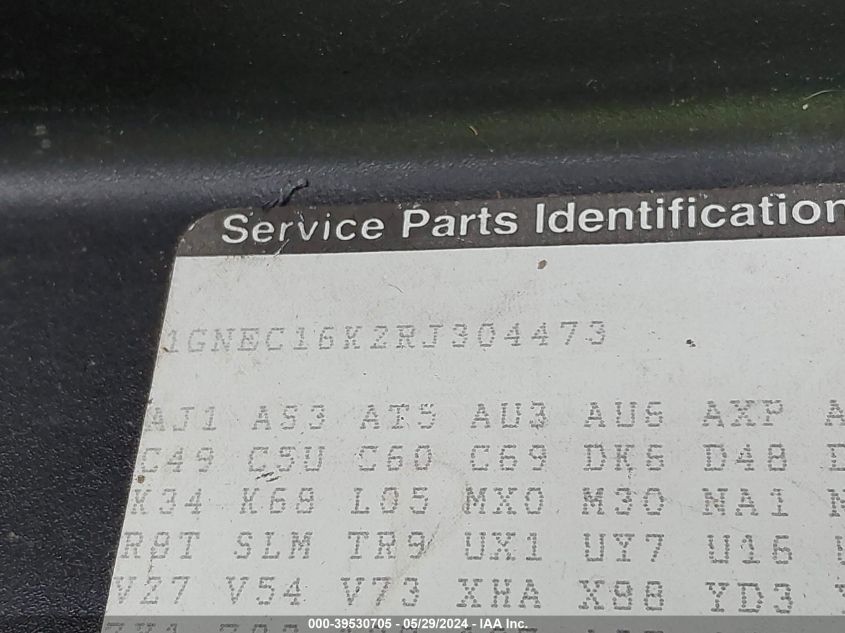 Service Parts Identification
1GNEC16K2RJ304473
AJ1 AS3 AT5 AU3 AU6 AXP A
C49 C5U C60 C69 DK6 D48
K34 K68 L05 MX0 M30 NA1
R9T SLM TR9 UX1 UY7 U16
V27 V54 V73 XHA X88 YD3
000-39530705 - 05/29/2024 - IAA Inc.